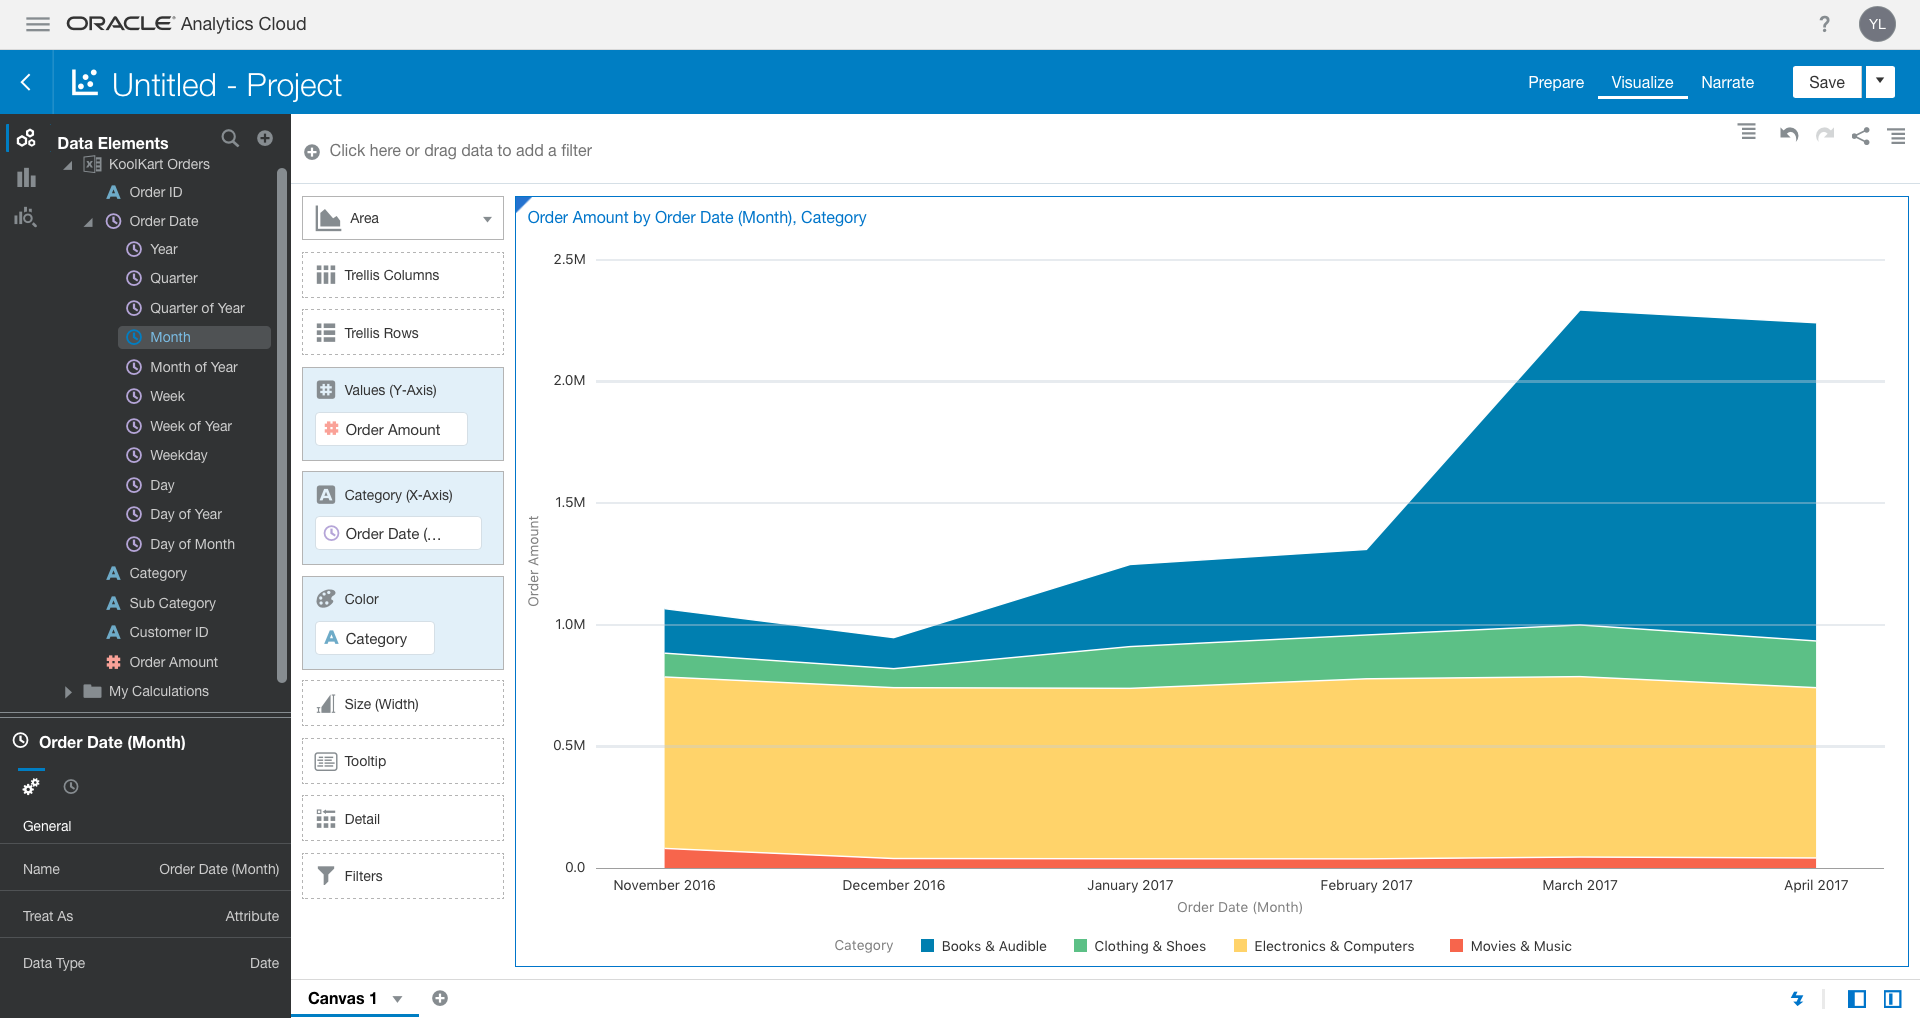 ORACLE Analytics Cloud
?
YL
Untitled - Project
Prepare
Visualize
Narrate
Save
Data Elements
KoolKart Orders
Order ID
Order Date
Year
Quarter
Quarter of Year
Month
Month of Year
Week
Week of Year
Weekday
Day
Day of Year
Day of Month
Category
Sub Category
Customer ID
Order Amount
My Calculations
Order Date (Month)
General
Name Order Date (Month)
Treat As Attribute
Data Type Date
Click here or drag data to add a filter
Area
Trellis Columns
Trellis Rows
Values (Y-Axis)
Order Amount
Category (X-Axis)
Order Date (...
Color
Category
Size (Width)
Tooltip
Detail
Filters
Order Amount by Order Date (Month), Category
2.5M
2.0M
1.5M
1.0M
0.5M
0.0
Order Amount
November 2016 December 2016 January 2017 February 2017 March 2017 April 2017
Order Date (Month)
Category Books & Audible Clothing & Shoes Electronics & Computers Movies & Music
Canvas 1